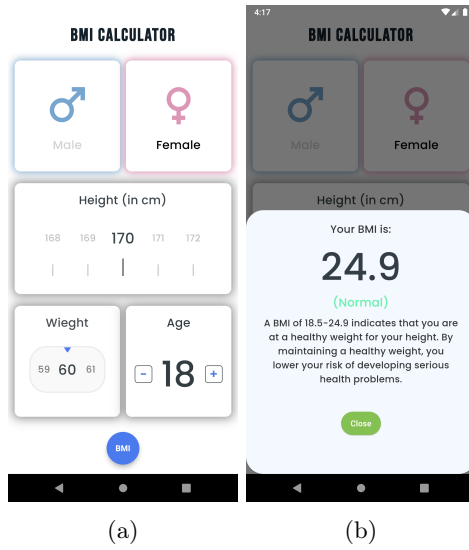 BMI CALCULATOR
Male
Female
Height (in cm)
168 169 170 171 172
Wieght
59 60 61
Age
- 18 +
BMI
(a)
4:17
BMI CALCULATOR
Male
Female
Height (in cm)
Your BMI is:
24.9
(Normal)
A BMI of 18.5-24.9 indicates that you are
at a healthy weight for your height. By
maintaining a healthy weight, you
lower your risk of developing serious
health problems.
Close
(b)